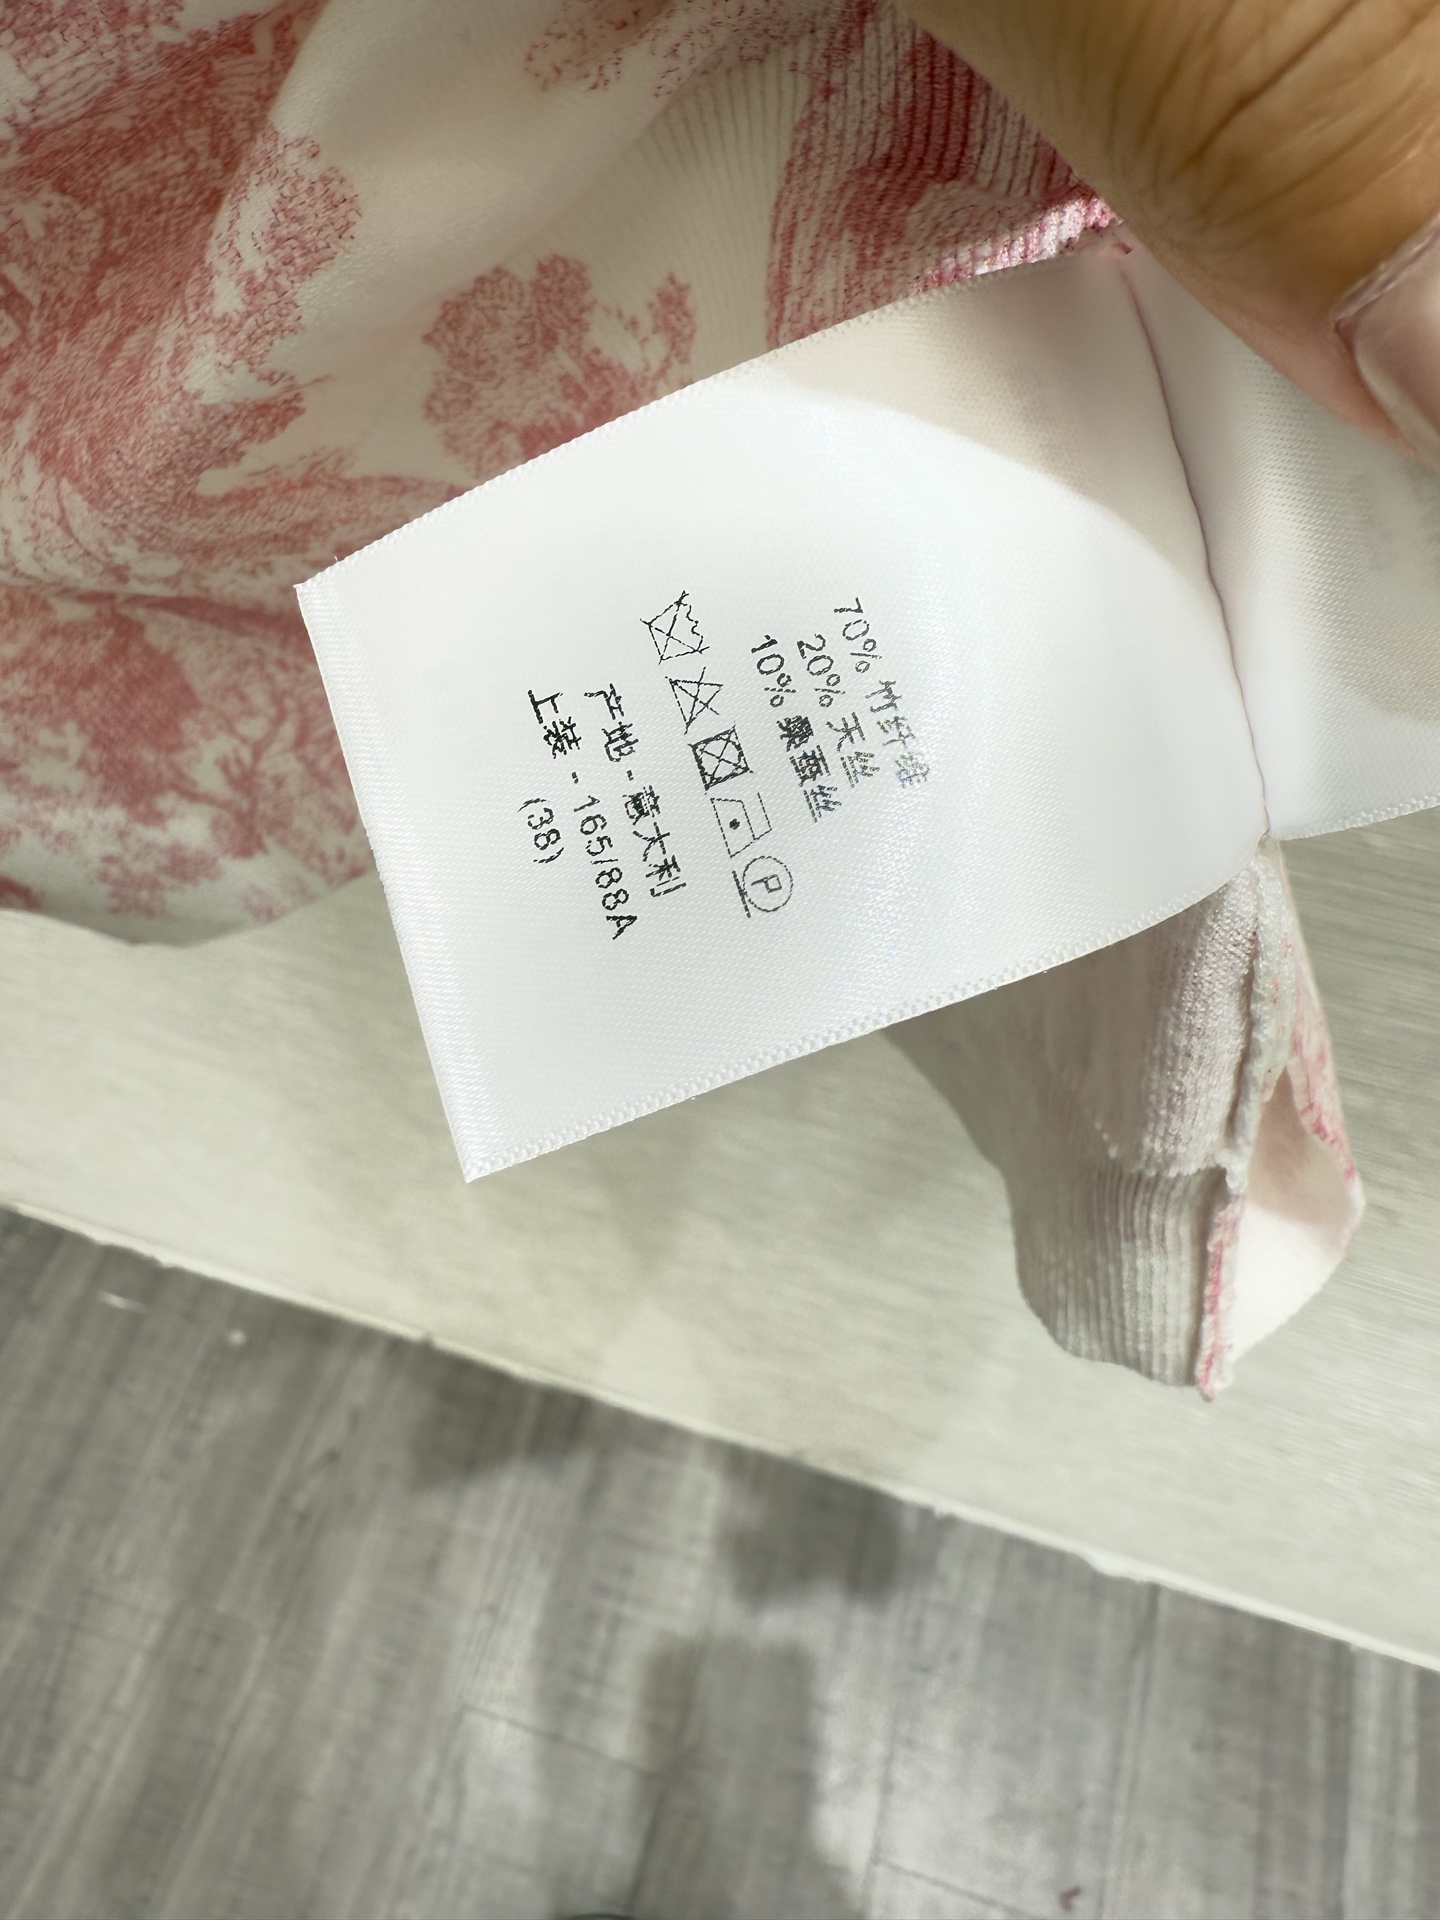 70% 竹纤维
20% 天丝
10% 桑蚕丝
P
产地 - 意大利
上装 - 165/88A
(38)